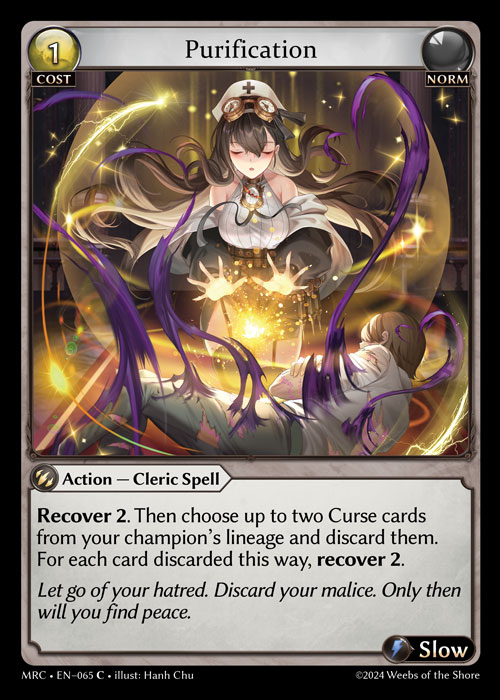 1
Purification
COST
NORM
Action — Cleric Spell
Recover 2. Then choose up to two Curse cards
from your champion's lineage and discard them.
For each card discarded this way, recover 2.
Let go of your hatred. Discard your malice. Only then
will you find peace.
Slow
MRC • EN–065 C • illust: Hanh Chu
©2024 Weebs of the Shore